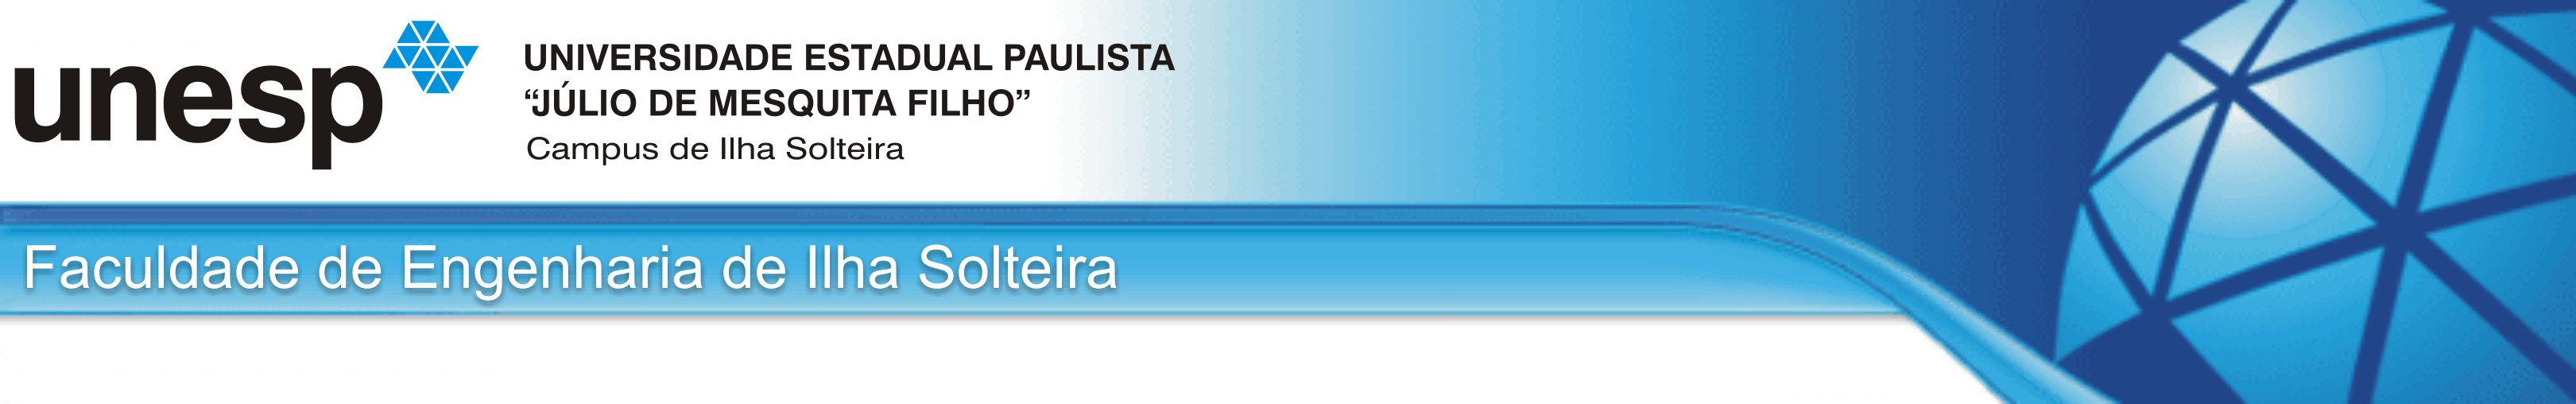 unesp
UNIVERSIDADE ESTADUAL PAULISTA
“JÚLIO DE MESQUITA FILHO”
Campus de Ilha Solteira
Faculdade de Engenharia de Ilha Solteira